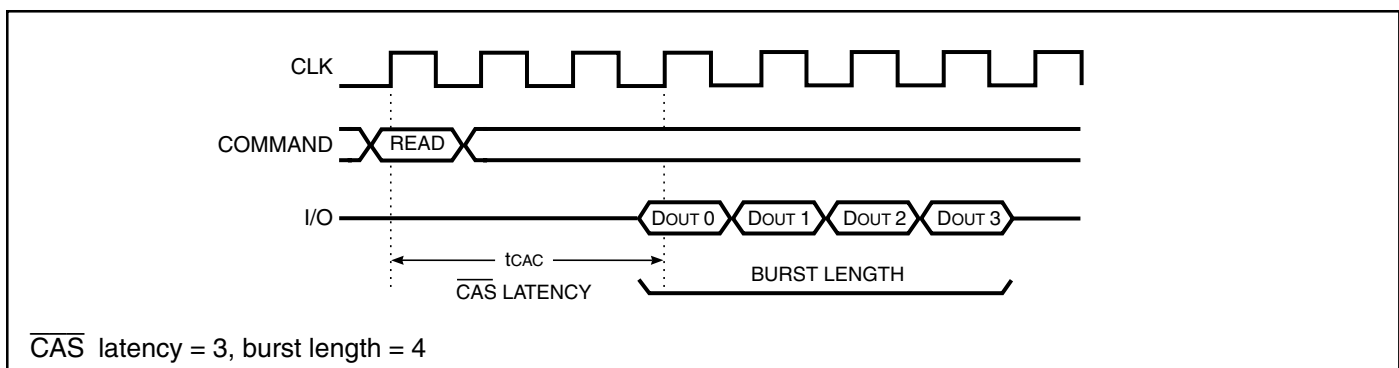 CLK
COMMAND READ
I/O DOUT 0 DOUT 1 DOUT 2 DOUT 3
tCAC
CAS LATENCY BURST LENGTH
CAS latency = 3, burst length = 4